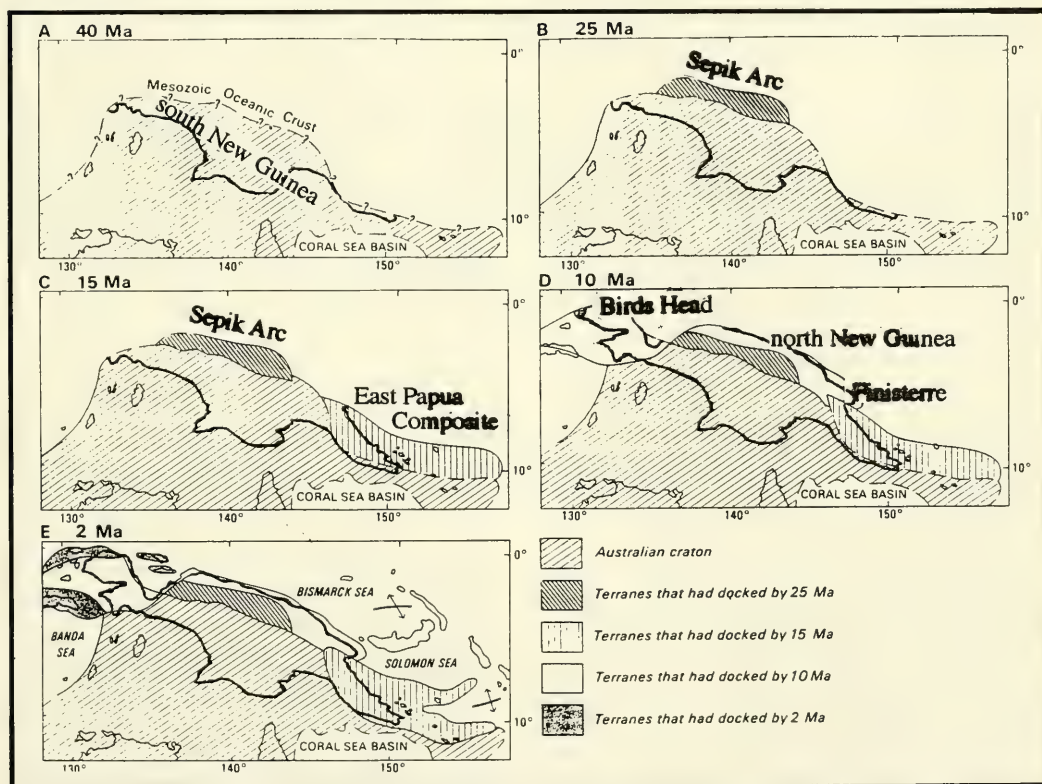 A 40 Ma
0°
Mesozoic Oceanic Crust
south New Guinea
10°
CORAL SEA BASIN
130°
140°
150°
B 25 Ma
0°
Sepik Arc
10°
CORAL SEA BASIN
130°
140°
150°
C 15 Ma
0°
Sepik Arc
East Papua
Composite
10°
CORAL SEA BASIN
130°
140°
150°
D 10 Ma
0°
Birds Head
north New Guinea
Finisterre
10°
CORAL SEA BASIN
130°
140°
150°
E 2 Ma
0°
BISMARCK SEA
BANDA
SEA
SOLOMON SEA
10°
CORAL SEA BASIN
130°
140°
150°
Australian craton
Terranes that had docked by 25 Ma
Terranes that had docked by 15 Ma
Terranes that had docked by 10 Ma
Terranes that had docked by 2 Ma